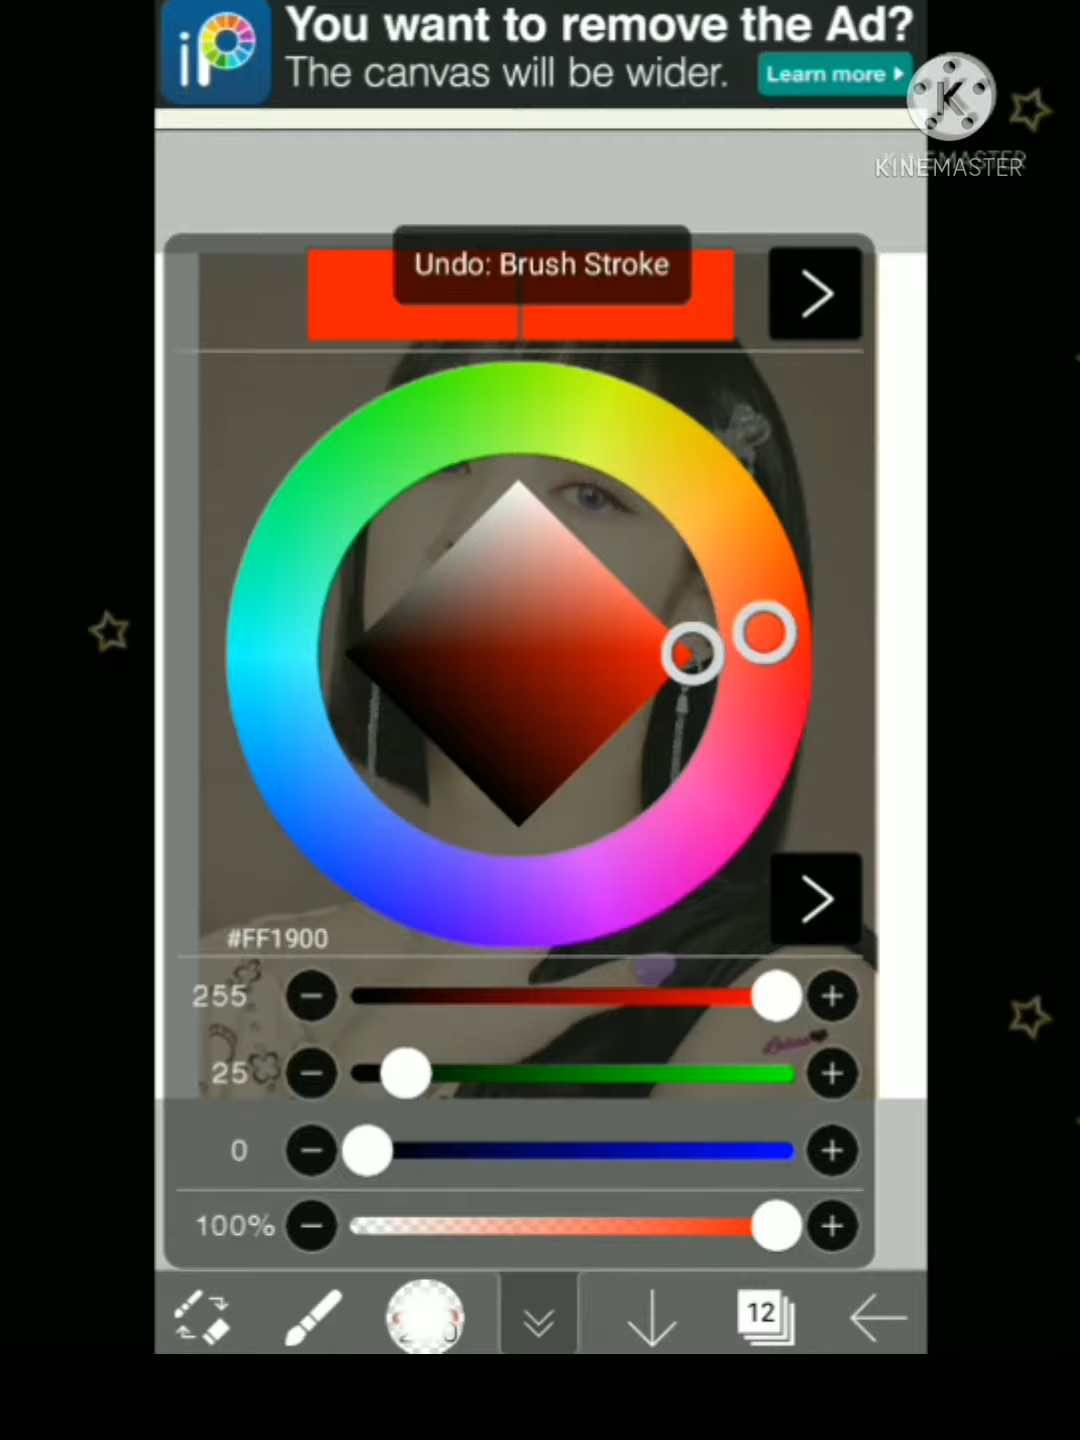 iP
You want to remove the Ad?
The canvas will be wider.
Learn more
K
KINEMASTER
Undo: Brush Stroke
#FF1900
255
25
0
100%
12